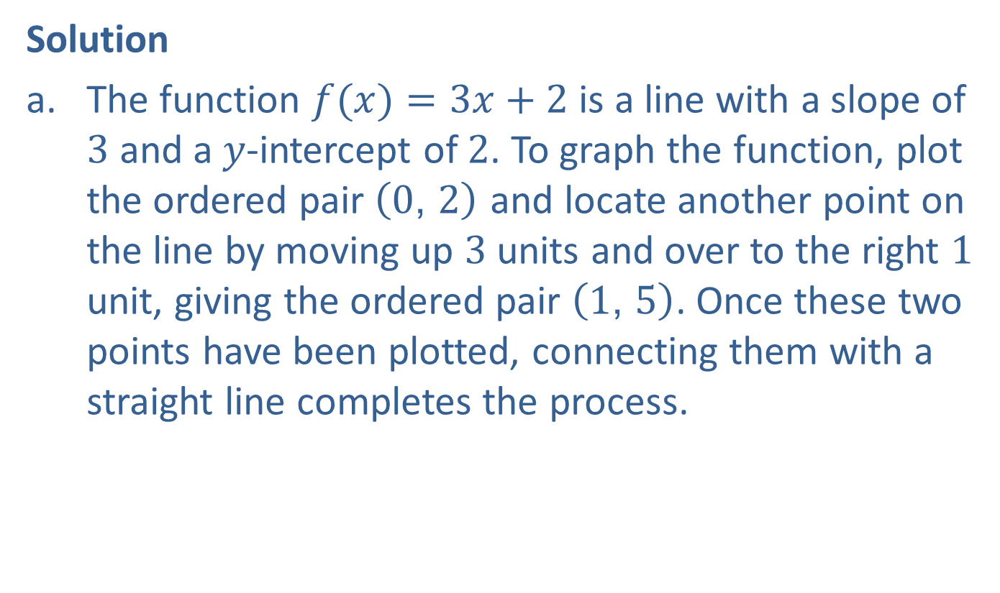 Solution
a. The function f(x) = 3x + 2 is a line with a slope of
3 and a y-intercept of 2. To graph the function, plot
the ordered pair (0, 2) and locate another point on
the line by moving up 3 units and over to the right 1
unit, giving the ordered pair (1, 5). Once these two
points have been plotted, connecting them with a
straight line completes the process.